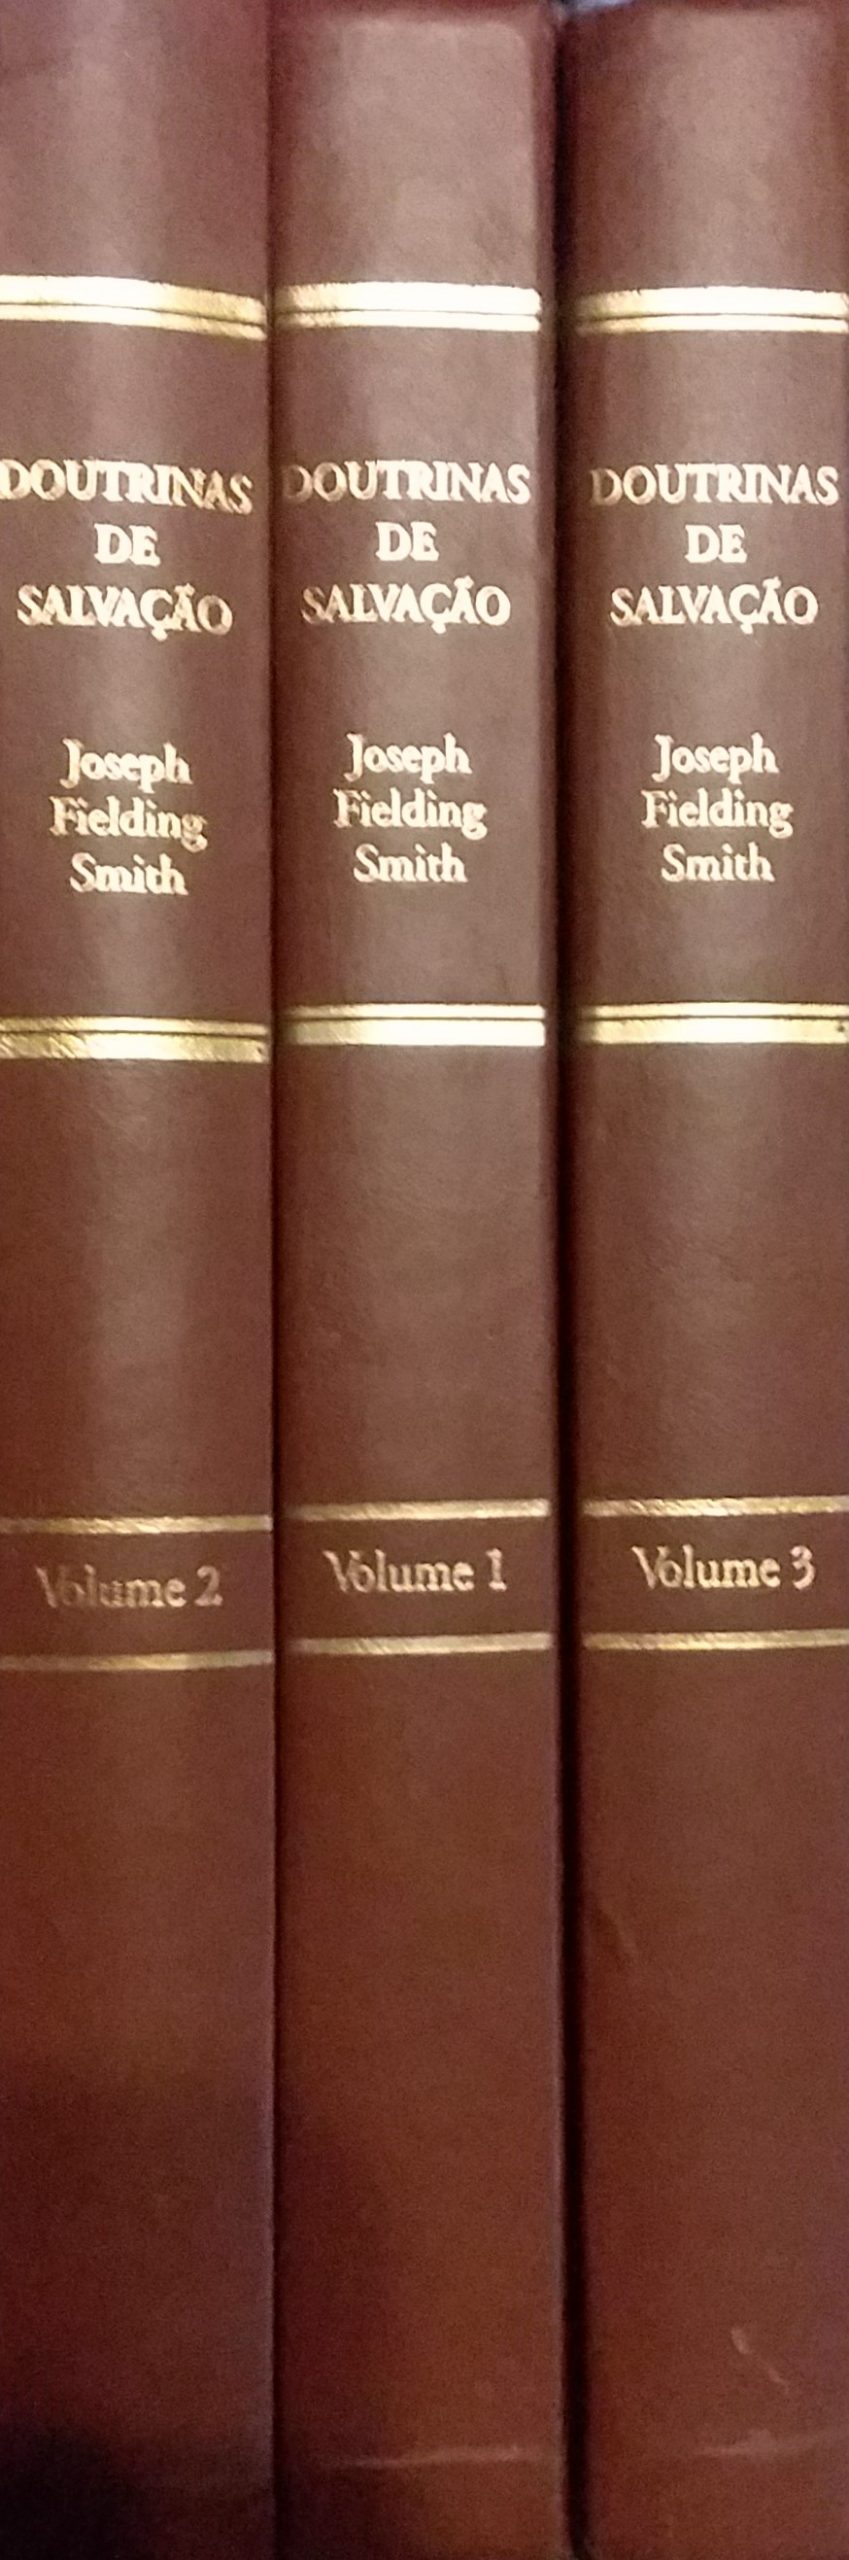 DOUTRINAS
DE
SALVAÇÃO
Joseph
Fielding
Smith
Volume 2
DOUTRINAS
DE
SALVAÇÃO
Joseph
Fielding
Smith
Volume 1
DOUTRINAS
DE
SALVAÇÃO
Joseph
Fielding
Smith
Volume 3